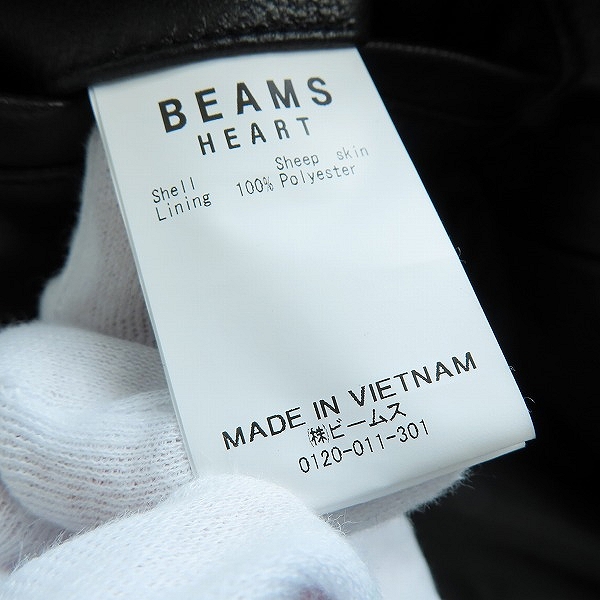 BEAMS
HEART
Shell Sheep skin
Lining 100% Polyester
MADE IN VIETNAM
㈱ビームス
0120-011-301